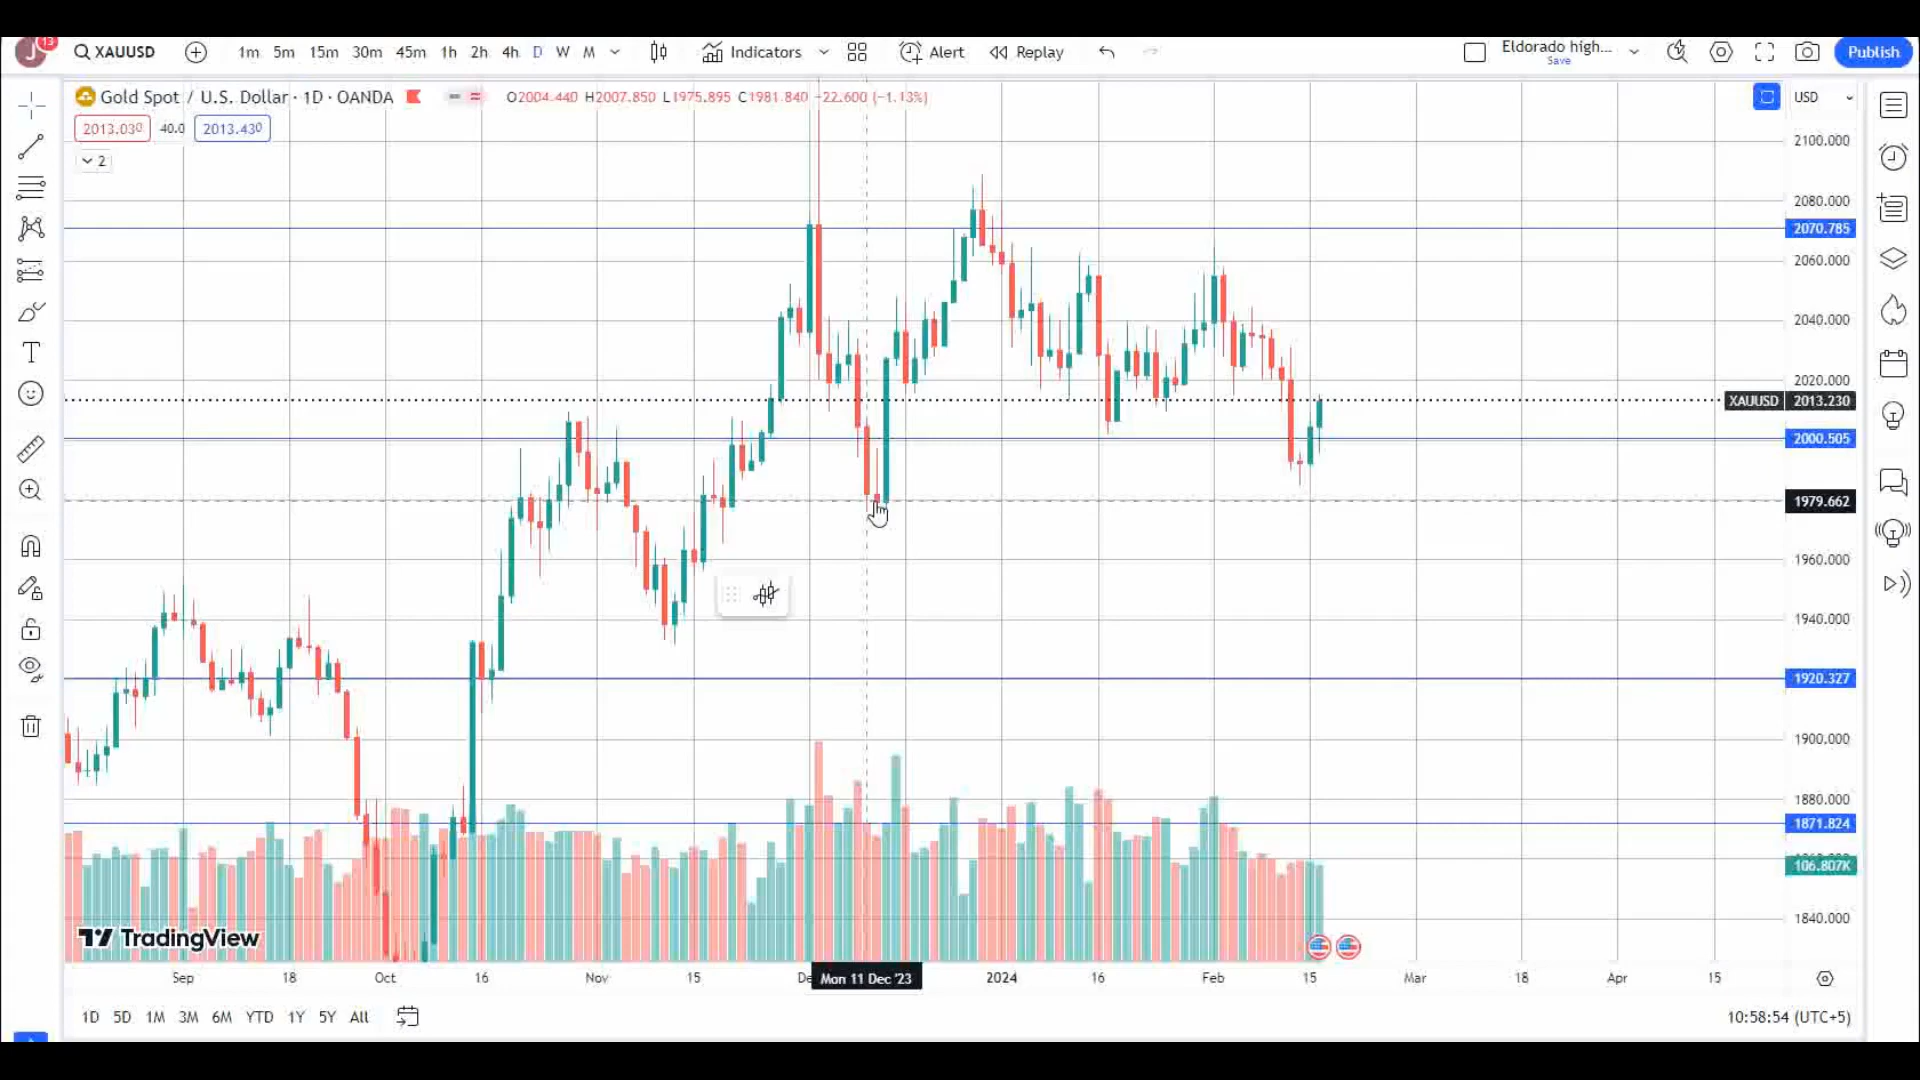 J 13 XAUUSD 1m 5m 15m 30m 45m 1h 2h 4h D W M Indicators Alert Replay Eldorado high... Save Publish
Gold Spot / U.S. Dollar · 1D · OANDA O2004.440 H2007.850 L1975.895 C1981.840 −22.600 (−1.13%) USD
2013.030 40.0 2013.430
2
2100.000
2080.000
2070.785
2060.000
2040.000
2020.000
XAUUSD 2013.230
2000.505
1979.662
1960.000
1940.000
1920.327
1900.000
1880.000
1871.824
106.807K
1840.000
TradingView
Sep 18 Oct 16 Nov 15 De Mon 11 Dec '23 2024 16 Feb 15 Mar 18 Apr 15
1D 5D 1M 3M 6M YTD 1Y 5Y All 10:58:54 (UTC+5)